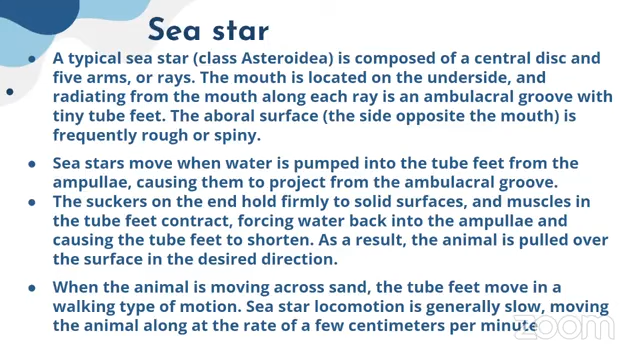 Sea star
● A typical sea star (class Asteroidea) is composed of a central disc and
five arms, or rays. The mouth is located on the underside, and
radiating from the mouth along each ray is an ambulacral groove with
tiny tube feet. The aboral surface (the side opposite the mouth) is
frequently rough or spiny.
● Sea stars move when water is pumped into the tube feet from the
ampullae, causing them to project from the ambulacral groove.
● The suckers on the end hold firmly to solid surfaces, and muscles in
the tube feet contract, forcing water back into the ampullae and
causing the tube feet to shorten. As a result, the animal is pulled over
the surface in the desired direction.
● When the animal is moving across sand, the tube feet move in a
walking type of motion. Sea star locomotion is generally slow, moving
the animal along at the rate of a few centimeters per minute
zoom